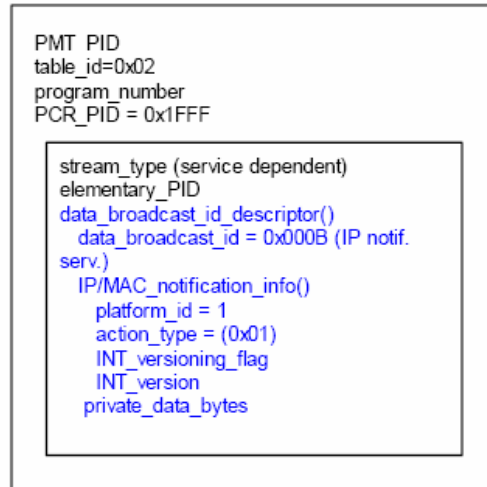 PMT PID
table_id=0x02
program_number
PCR_PID = 0x1FFF
stream_type (service dependent)
elementary_PID
data_broadcast_id_descriptor()
data_broadcast_id = 0x000B (IP notif.
serv.)
IP/MAC_notification_info()
platform_id = 1
action_type = (0x01)
INT_versioning_flag
INT_version
private_data_bytes